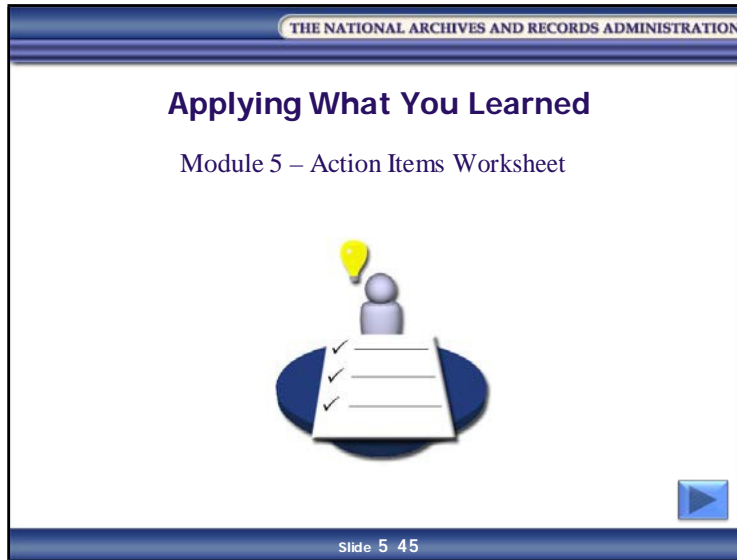 THE NATIONAL ARCHIVES AND RECORDS ADMINISTRATION
Applying What You Learned
Module 5 – Action Items Worksheet
Slide 5 45